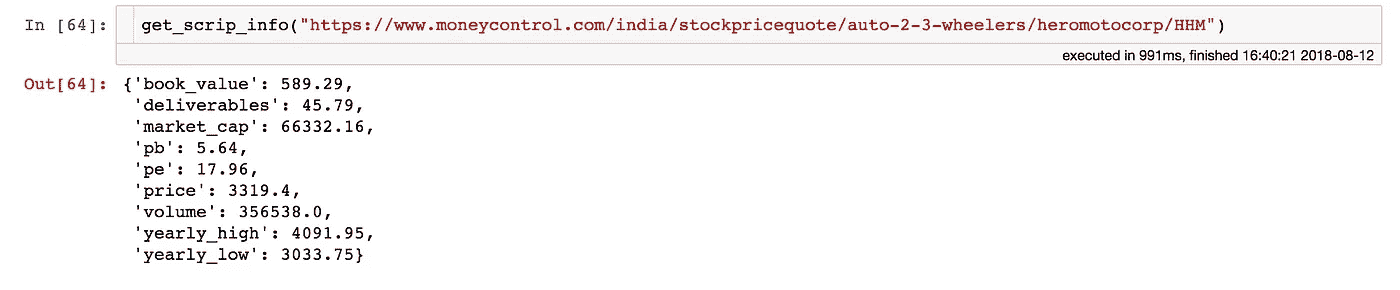 In [64]: get_scrip_info("https://www.moneycontrol.com/india/stockpricequote/auto-2-3-wheelers/heromotocorp/HHM")
executed in 991ms, finished 16:40:21 2018-08-12
Out[64]: {'book_value': 589.29,
'deliverables': 45.79,
'market_cap': 66332.16,
'pb': 5.64,
'pe': 17.96,
'price': 3319.4,
'volume': 356538.0,
'yearly_high': 4091.95,
'yearly_low': 3033.75}